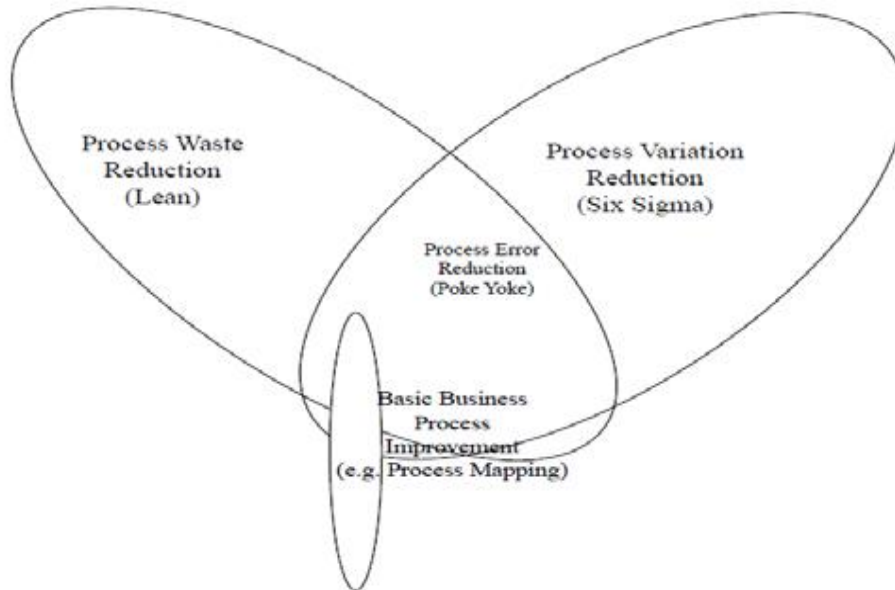 Process Waste
Reduction
(Lean)
Process Variation
Reduction
(Six Sigma)
Process Error
Reduction
(Poke Yoke)
Basic Business
Process
Improvement
(e.g. Process Mapping)